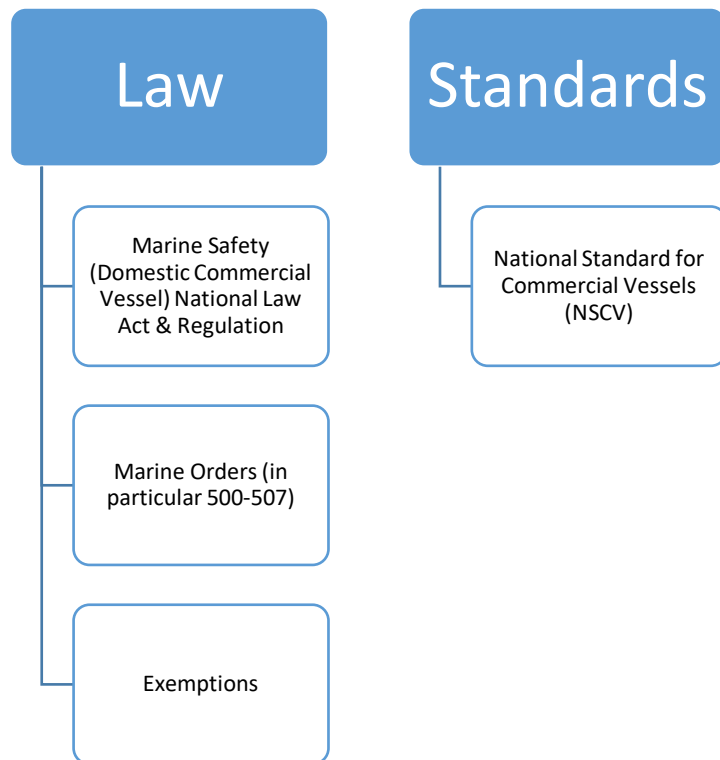 Law
Marine Safety
(Domestic Commercial
Vessel) National Law
Act & Regulation
Marine Orders (in
particular 500-507)
Exemptions
Standards
National Standard for
Commercial Vessels
(NSCV)